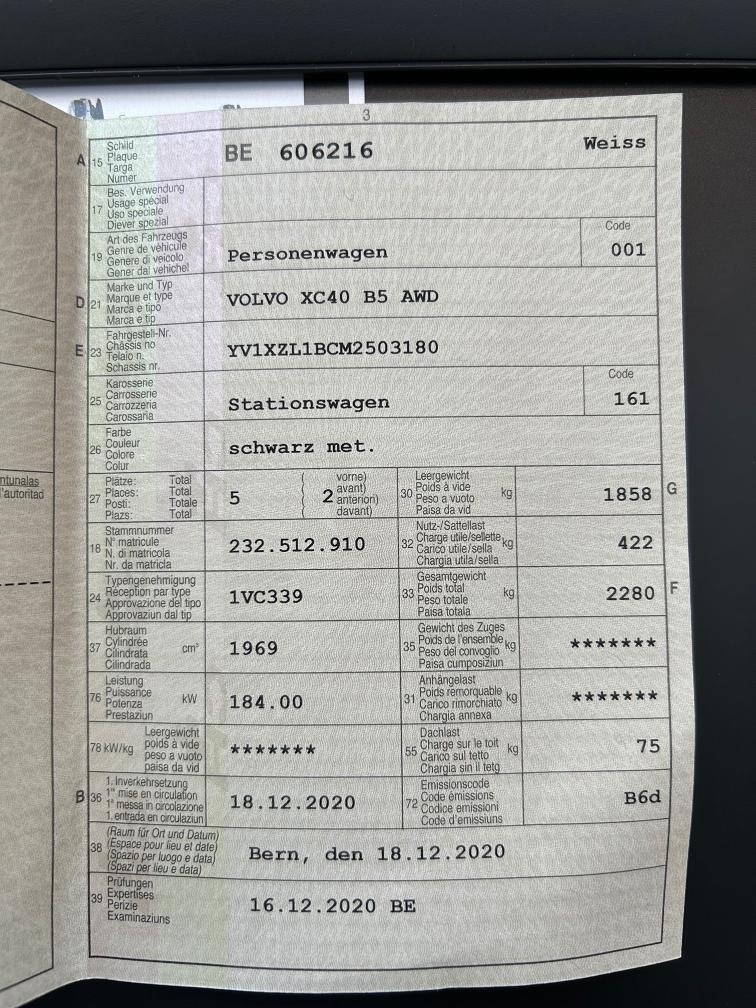 3
A 15 Schild
Plaque
Targa
Numer
BE 606216 Weiss
17 Bes. Verwendung
Usage spécial
Uso speciale
Diever spezial
19 Art des Fahrzeugs
Genre de véhicule
Genere di veicolo
Gener dal vehichel
Personenwagen
Code
001
D 21 Marke und Typ
Marque et type
Marca e tipo
Marca e tip
VOLVO XC40 B5 AWD
E 23 Fahrgestell-Nr.
Châssis no
Telaio n.
Schassis nr.
YV1XZL1BCM2503180
25 Karosserie
Carrosserie
Carrozzeria
Carossaria
Stationswagen
Code
161
26 Farbe
Couleur
Colore
Colur
schwarz met.
27 Plätze: Total
Places: Total
Posti: Totale
Plazs: Total
5
2 vorne)
avant)
anteriori)
davant)
30 Leergewicht
Poids à vide
Peso a vuoto
Paisa da vid
kg
1858 G
18 Stammnummer
N° matricule
N. di matricola
Nr. da matricla
232.512.910
32 Nutz-/Sattellast
Charge utile/sellette
Carico utile/sella
Chargia utila/sella
kg
422
24 Typengenehmigung
Réception par type
Approvazione del tipo
Approvaziun dal tip
1VC339
33 Gesamtgewicht
Poids total
Peso totale
Paisa totala
kg
2280 F
37 Hubraum
Cylindrée
Cilindrata
Cilindrada
cm³
1969
35 Gewicht des Zuges
Poids de l'ensemble
Peso del convoglio
Paisa cumposiziun
kg
*******
76 Leistung
Puissance
Potenza
Prestaziun
kW
184.00
31 Anhängelast
Poids remorquable
Carico rimorchiato
Chargia annexa
kg
*******
78 kW/kg Leergewicht
poids à vide
peso a vuoto
paisa da vid
*******
55 Dachlast
Charge sur le toit
Carico sul tetto
Chargia sin il tetg
kg
75
B 36 1. Inverkehrsetzung
1re mise en circulation
1a messa in circolazione
1. entrada en circulaziun
18.12.2020
72 Emissionscode
Code émissions
Codice emissioni
Code d'emissiuns
B6d
38 (Raum für Ort und Datum)
(Espace pour lieu et date)
(Spazio per luogo e data)
(Spazi per lieu e data)
Bern, den 18.12.2020
39 Prüfungen
Expertises
Perizie
Examinaziuns
16.12.2020 BE
l'autoritad